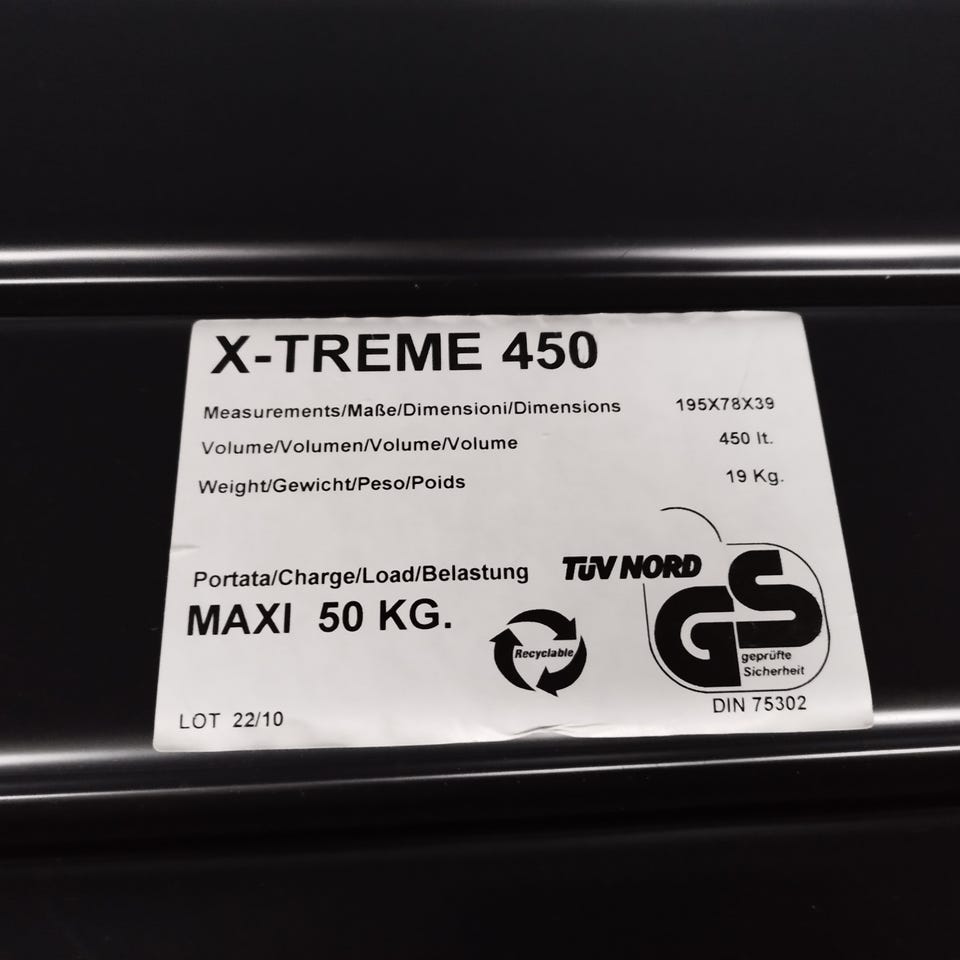 X-TREME 450
Measurements/Maße/Dimensioni/Dimensions 195X78X39
Volume/Volumen/Volume/Volume 450 lt.
Weight/Gewicht/Peso/Poids 19 Kg.
Portata/Charge/Load/Belastung
MAXI 50 KG.
Recyclable
TÜV NORD
GS
geprüfte
Sicherheit
DIN 75302
LOT 22/10